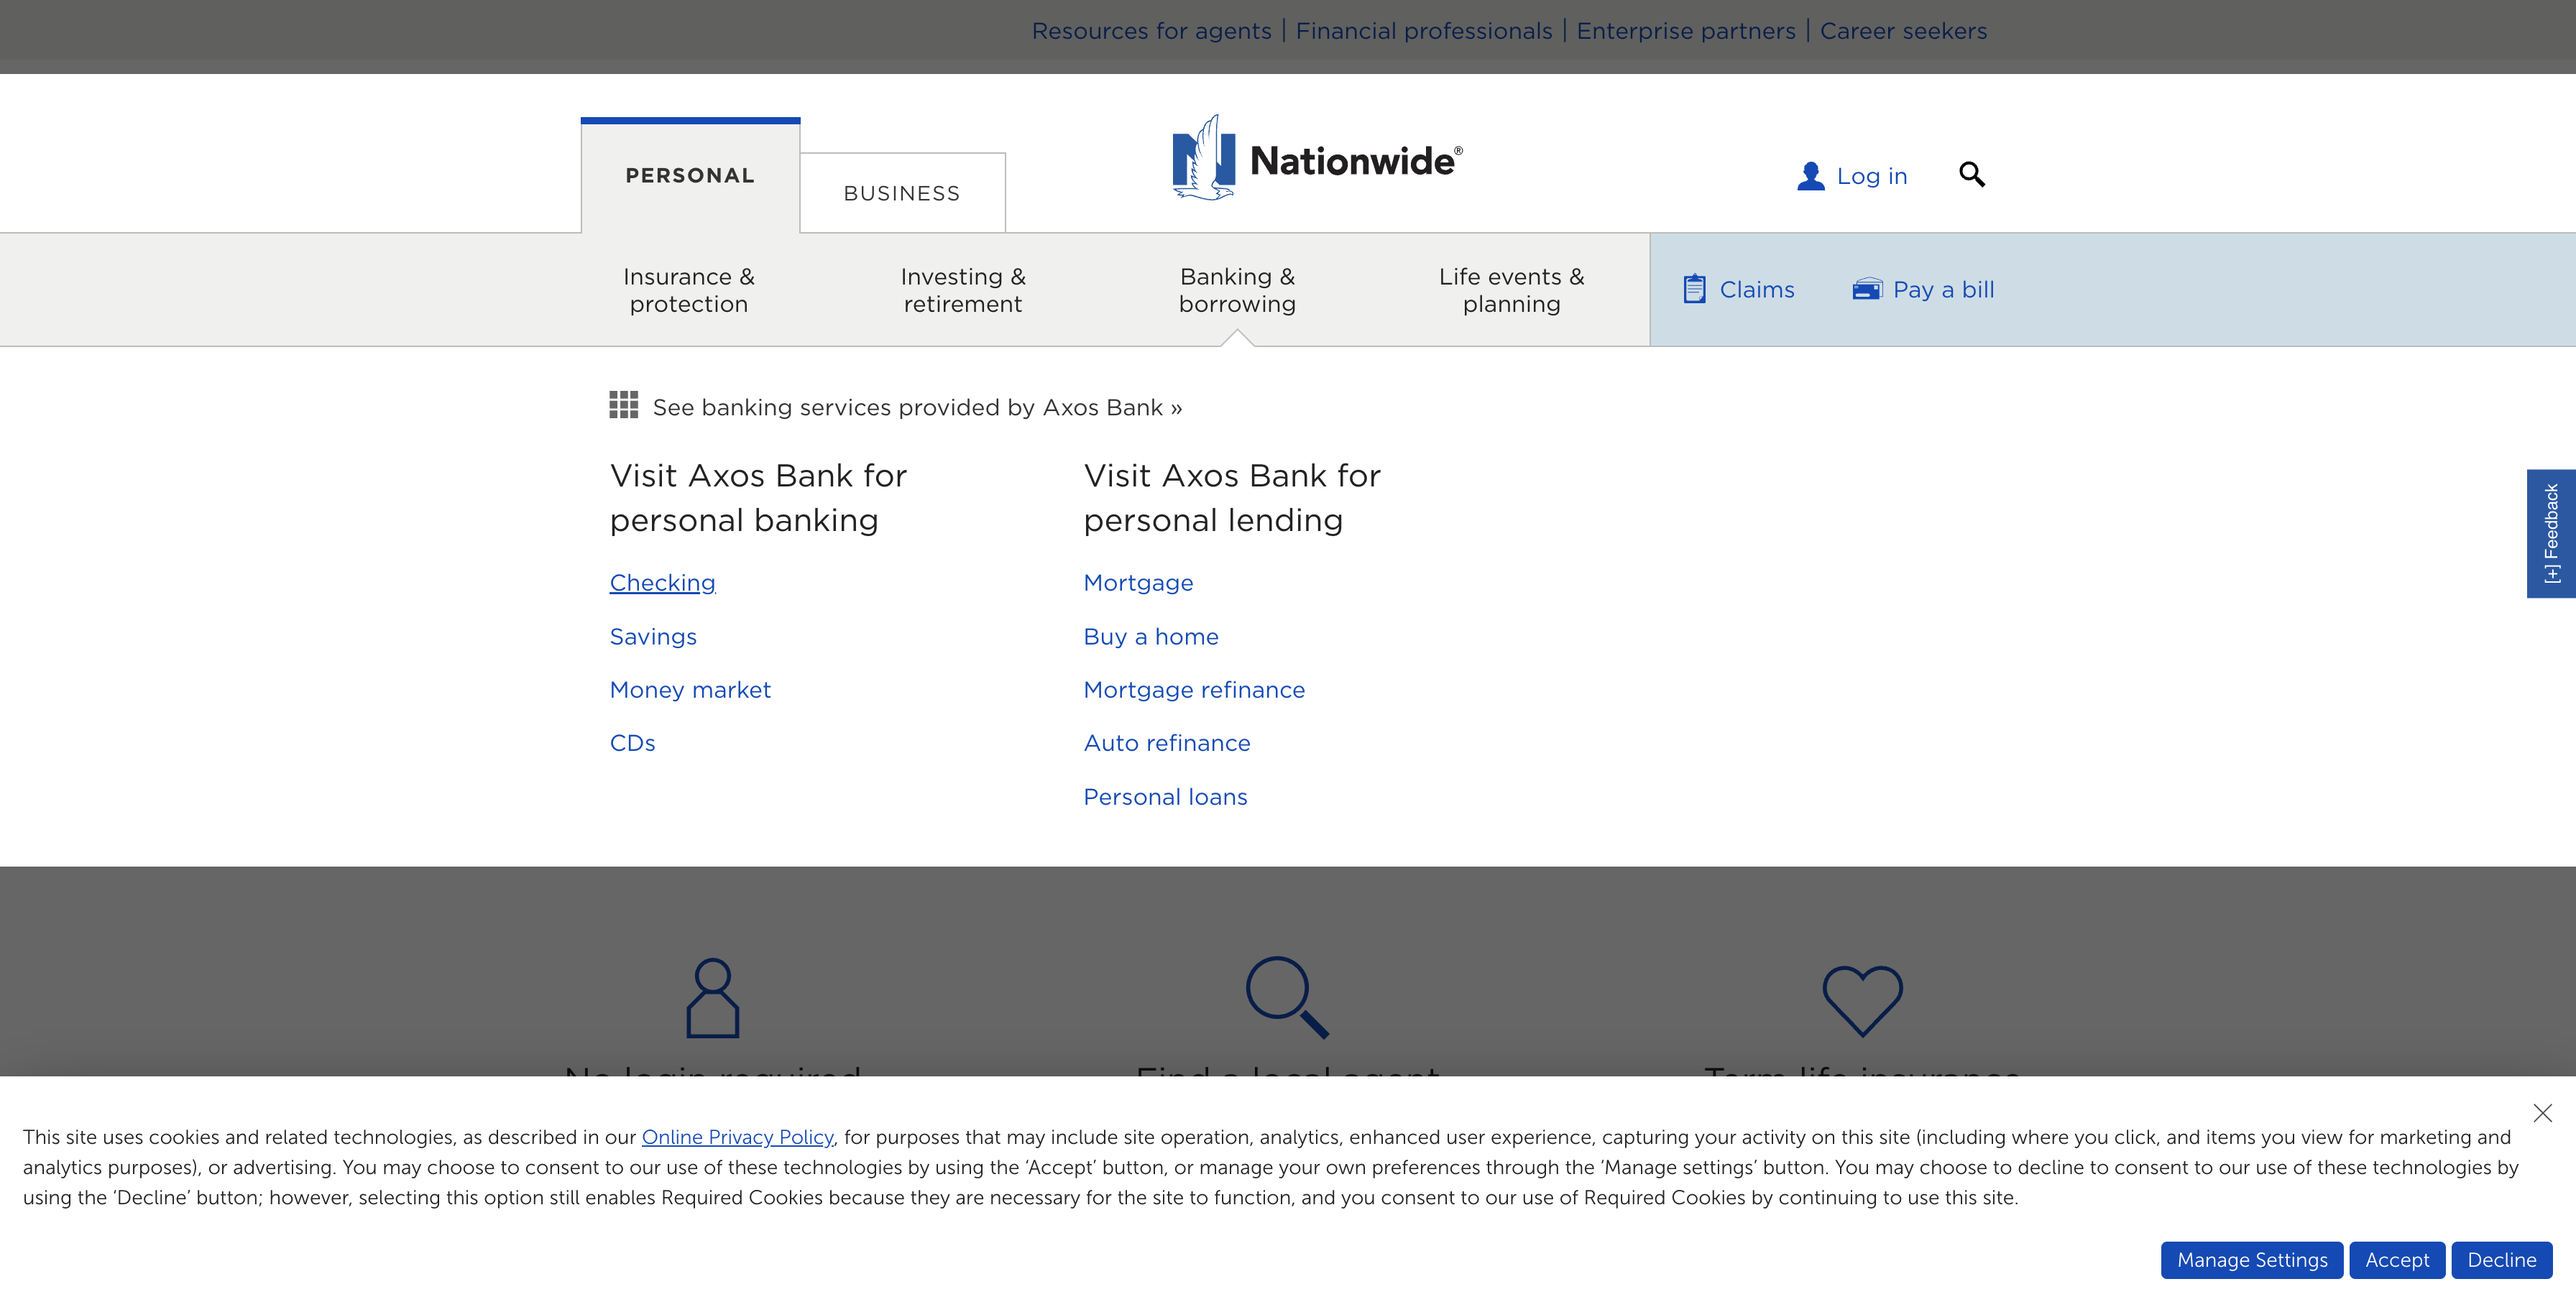 Resources for agents | Financial professionals | Enterprise partners | Career seekers
PERSONAL
BUSINESS
Nationwide®
Log in
Insurance &
protection
Investing &
retirement
Banking &
borrowing
Life events &
planning
Claims
Pay a bill
See banking services provided by Axos Bank »
Visit Axos Bank for
personal banking
Checking
Savings
Money market
CDs
Visit Axos Bank for
personal lending
Mortgage
Buy a home
Mortgage refinance
Auto refinance
Personal loans
[+] Feedback
No login required
Find a local agent
Term life insurance
This site uses cookies and related technologies, as described in our Online Privacy Policy, for purposes that may include site operation, analytics, enhanced user experience, capturing your activity on this site (including where you click, and items you view for marketing and
analytics purposes), or advertising. You may choose to consent to our use of these technologies by using the ‘Accept’ button, or manage your own preferences through the ‘Manage settings’ button. You may choose to decline to consent to our use of these technologies by
using the ‘Decline’ button; however, selecting this option still enables Required Cookies because they are necessary for the site to function, and you consent to our use of Required Cookies by continuing to use this site.
Manage Settings
Accept
Decline